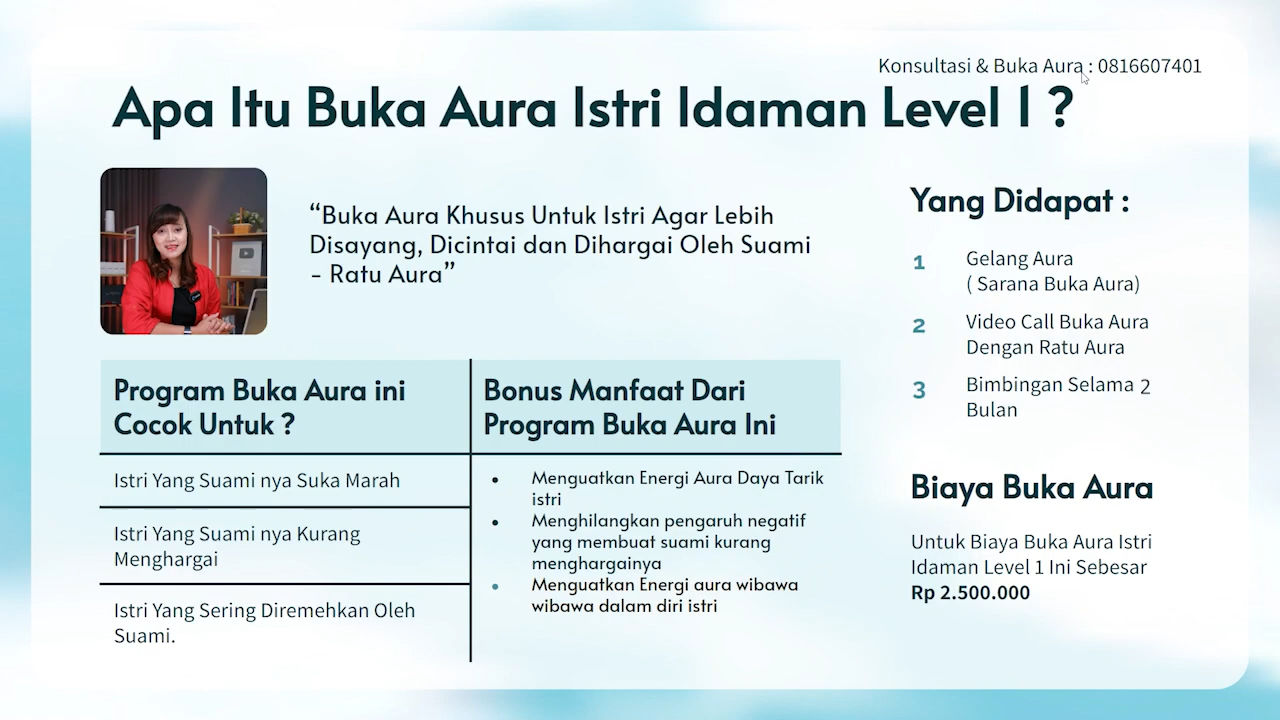 Konsultasi & Buka Aura : 0816607401
Apa Itu Buka Aura Istri Idaman Level 1 ?
“Buka Aura Khusus Untuk Istri Agar Lebih
Disayang, Dicintai dan Dihargai Oleh Suami
- Ratu Aura”
Program Buka Aura ini
Cocok Untuk ?
Istri Yang Suami nya Suka Marah
Istri Yang Suami nya Kurang
Menghargai
Istri Yang Sering Diremehkan Oleh
Suami.
Bonus Manfaat Dari
Program Buka Aura Ini
• Menguatkan Energi Aura Daya Tarik
istri
• Menghilangkan pengaruh negatif
yang membuat suami kurang
menghargainya
• Menguatkan Energi aura wibawa
wibawa dalam diri istri
Yang Didapat :
1 Gelang Aura
( Sarana Buka Aura)
2 Video Call Buka Aura
Dengan Ratu Aura
3 Bimbingan Selama 2
Bulan
Biaya Buka Aura
Untuk Biaya Buka Aura Istri
Idaman Level 1 Ini Sebesar
Rp 2.500.000